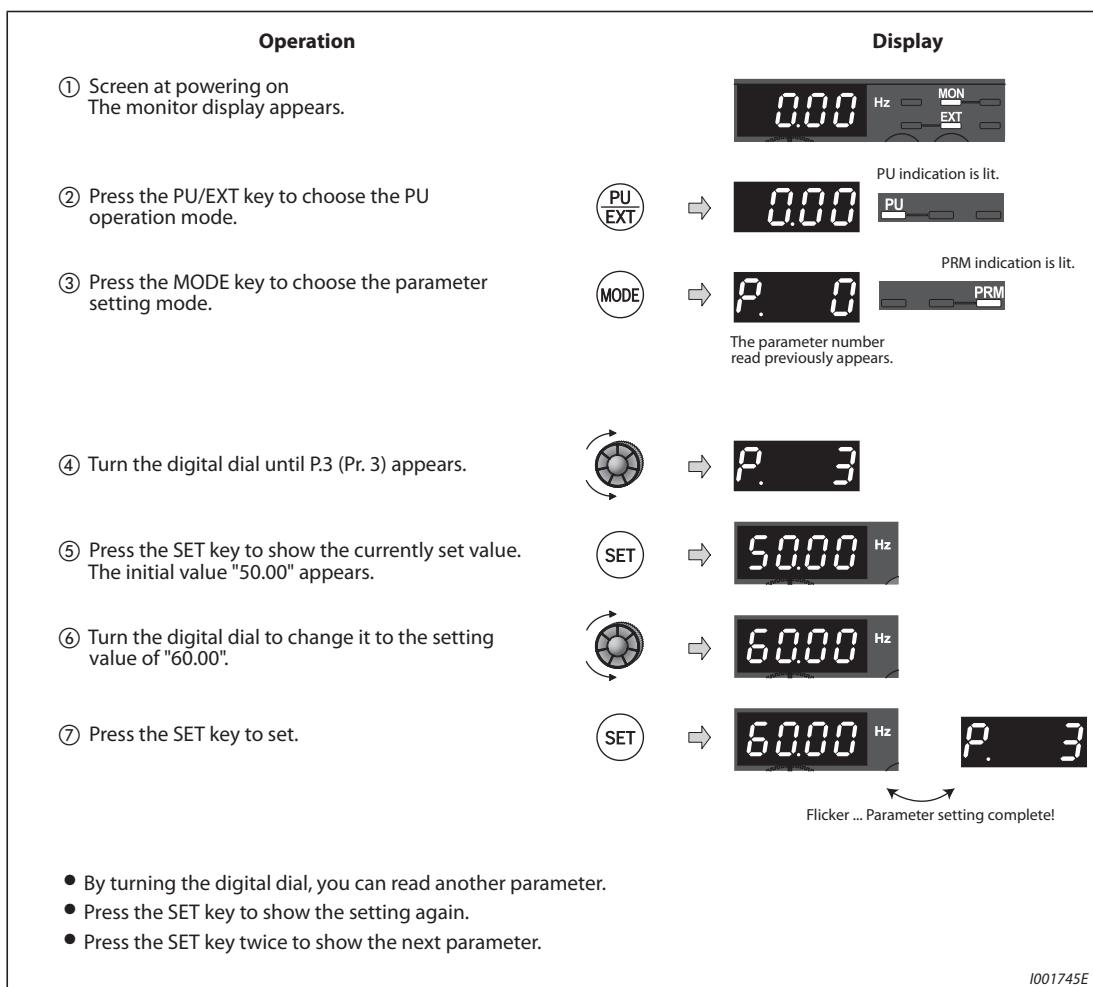 Operation
Display
① Screen at powering on
The monitor display appears.
0.00 Hz MON
EXT
② Press the PU/EXT key to choose the PU
operation mode.
PU
EXT
0.00
PU indication is lit.
PU
③ Press the MODE key to choose the parameter
setting mode.
MODE
P. 0
PRM indication is lit.
PRM
The parameter number
read previously appears.
④ Turn the digital dial until P.3 (Pr. 3) appears.
P. 3
⑤ Press the SET key to show the currently set value.
The initial value "50.00" appears.
SET
50.00 Hz
⑥ Turn the digital dial to change it to the setting
value of "60.00".
60.00 Hz
⑦ Press the SET key to set.
SET
60.00 Hz
P. 3
Flicker ... Parameter setting complete!
● By turning the digital dial, you can read another parameter.
● Press the SET key to show the setting again.
● Press the SET key twice to show the next parameter.
I001745E